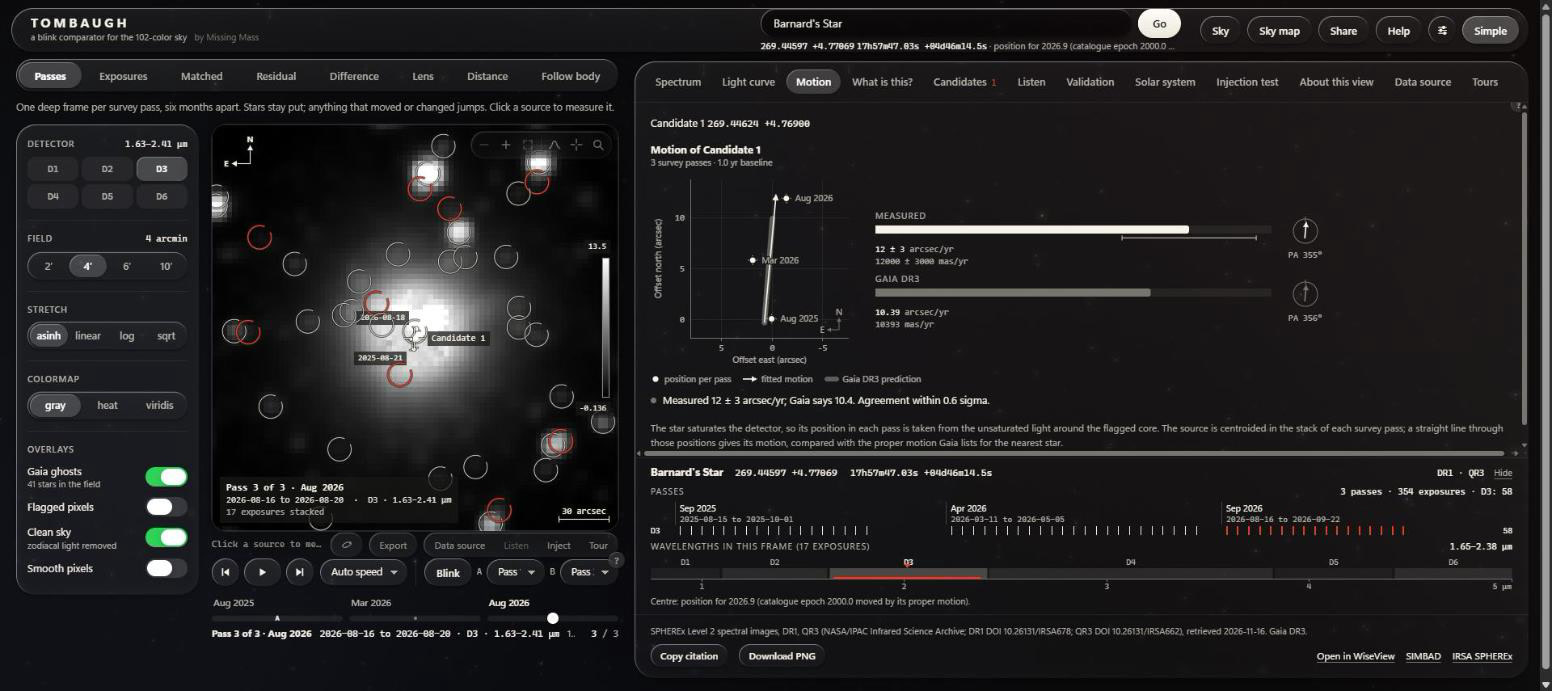 TOMBAUGH
a blink comparator for the 102-color sky by Missing Mass
Barnard's Star
Go
Sky
Sky map
Share
Help
Simple
269.44597 +4.77069 17h57m47.03s +04d46m14.5s · position for 2026.9 (catalogue epoch 2000.0 ...
Passes
Exposures
Matched
Residual
Difference
Lens
Distance
Follow body
One deep frame per survey pass, six months apart. Stars stay put; anything that moved or changed jumps. Click a source to measure it.
DETECTOR 1.63–2.41 µm
D1 D2 D3
D4 D5 D6
FIELD 4 arcmin
2' 4' 6' 10'
STRETCH
asinh linear log sqrt
COLORMAP
gray heat viridis
OVERLAYS
Gaia ghosts
41 stars in the field
Flagged pixels
Clean sky
zodiacal light removed
Smooth pixels
N
E
13.5
2026-08-18
Candidate 1
2025-08-21
-0.136
Pass 3 of 3 · Aug 2026
2026-08-16 to 2026-08-20 · D3 · 1.63–2.41 µm
17 exposures stacked
30 arcsec
Click a source to me…
Export
Data source
Listen
Inject
Tour
?
Auto speed
Blink
A Pass
B Pass
Aug 2025
Mar 2026
Aug 2026
Pass 3 of 3 · Aug 2026 2026-08-16 to 2026-08-20 · D3 · 1.63–2.41 µm 1… 3 / 3
Spectrum
Light curve
Motion
What is this?
Candidates 1
Listen
Validation
Solar system
Injection test
About this view
Data source
Tours
Candidate 1 269.44624 +4.76900
Motion of Candidate 1
3 survey passes · 1.0 yr baseline
Offset north (arcsec)
10
5
0
Aug 2026
Mar 2026
Aug 2025
N
E
5 0 -5
Offset east (arcsec)
MEASURED
12 ± 3 arcsec/yr
12000 ± 3000 mas/yr
PA 355°
GAIA DR3
10.39 arcsec/yr
10393 mas/yr
PA 356°
position per pass
fitted motion
Gaia DR3 prediction
Measured 12 ± 3 arcsec/yr; Gaia says 10.4. Agreement within 0.6 sigma.
The star saturates the detector, so its position in each pass is taken from the unsaturated light around the flagged core. The source is centroided in the stack of each survey pass; a straight line through
those positions gives its motion, compared with the proper motion Gaia lists for the nearest star.
Barnard's Star 269.44597 +4.77069 17h57m47.03s +04d46m14.5s
DR1 · QR3 Hide
PASSES
3 passes · 354 exposures · D3: 58
Sep 2025
2025-08-15 to 2025-10-01
Apr 2026
2026-03-11 to 2026-05-05
Sep 2026
2026-08-16 to 2026-09-22
D3
58
WAVELENGTHS IN THIS FRAME (17 EXPOSURES)
1.65–2.38 µm
D1 D2 D3 D4 D5 D6
1 2 3 4 5 µm
Centre: position for 2026.9 (catalogue epoch 2000.0 moved by its proper motion).
SPHEREx Level 2 spectral images, DR1, QR3 (NASA/IPAC Infrared Science Archive; DR1 DOI 10.26131/IRSA678; QR3 DOI 10.26131/IRSA662), retrieved 2026-11-16. Gaia DR3.
Copy citation
Download PNG
Open in WiseView
SIMBAD
IRSA SPHEREx